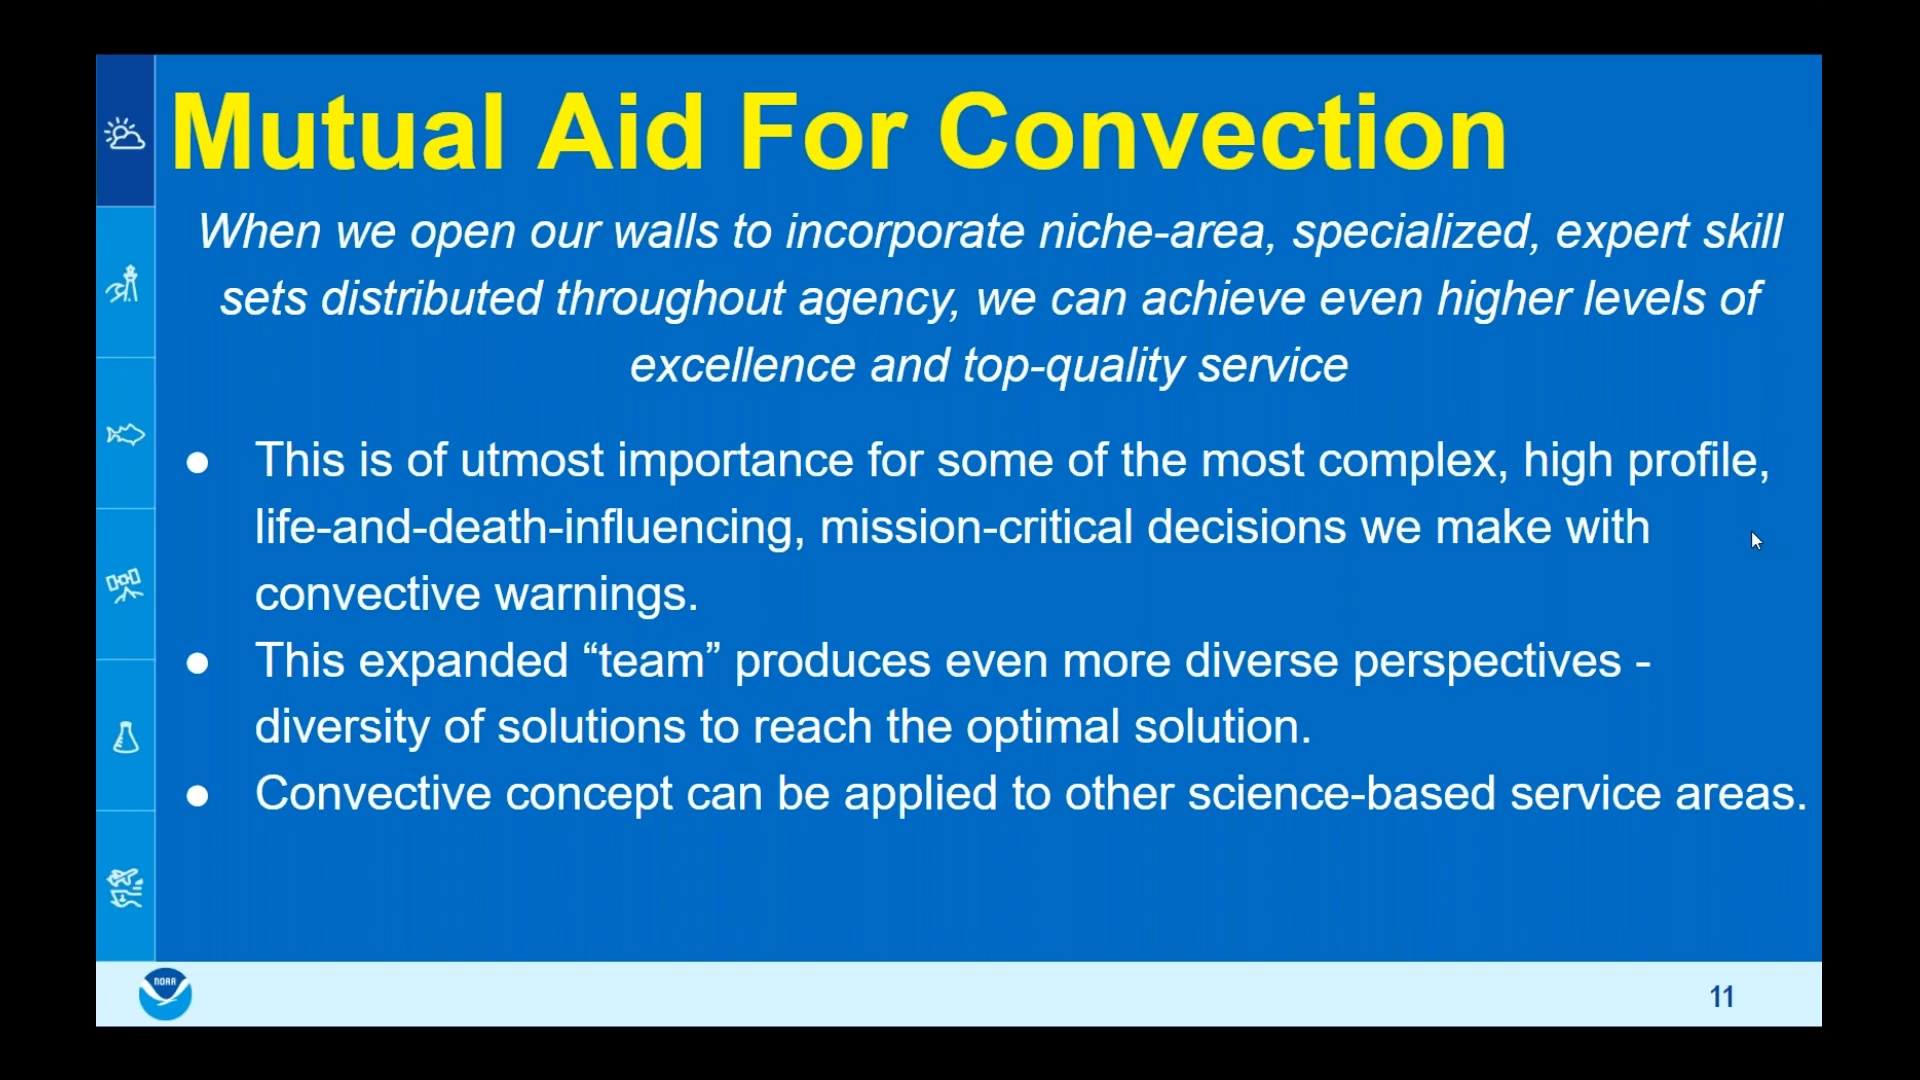 Mutual Aid For Convection
When we open our walls to incorporate niche-area, specialized, expert skill
sets distributed throughout agency, we can achieve even higher levels of
excellence and top-quality service
● This is of utmost importance for some of the most complex, high profile,
life-and-death-influencing, mission-critical decisions we make with
convective warnings.
● This expanded “team” produces even more diverse perspectives -
diversity of solutions to reach the optimal solution.
● Convective concept can be applied to other science-based service areas.
NOAA
11